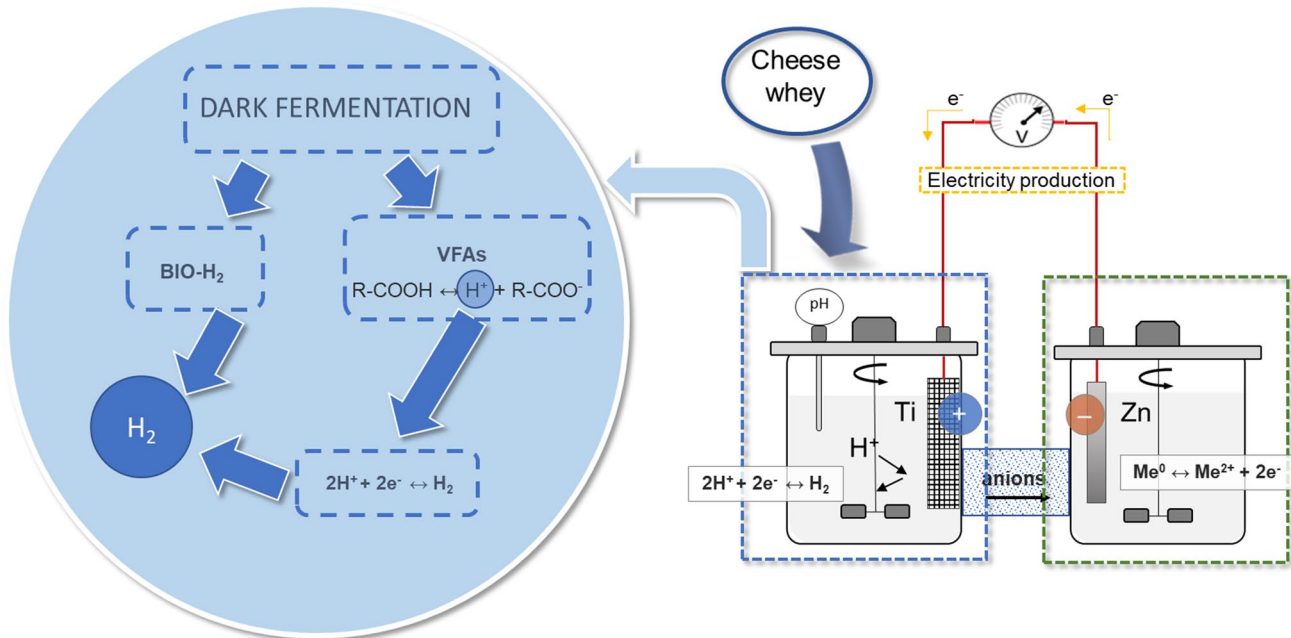 DARK FERMENTATION
BIO-H₂
VFAs
R-COOH ↔ H⁺ + R-COO⁻
H₂
2H⁺ + 2e⁻ ↔ H₂
Cheese
whey
e⁻
e⁻
V
Electricity production
pH
Ti
+
H⁺
2H⁺ + 2e⁻ ↔ H₂
anions
–
Zn
Me⁰ ↔ Me²⁺ + 2e⁻